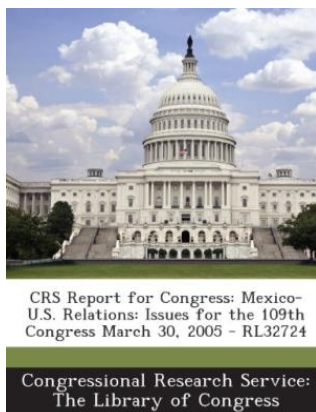 CRS Report for Congress: Mexico-
U.S. Relations: Issues for the 109th
Congress March 30, 2005 - RL32724
Congressional Research Service:
The Library of Congress